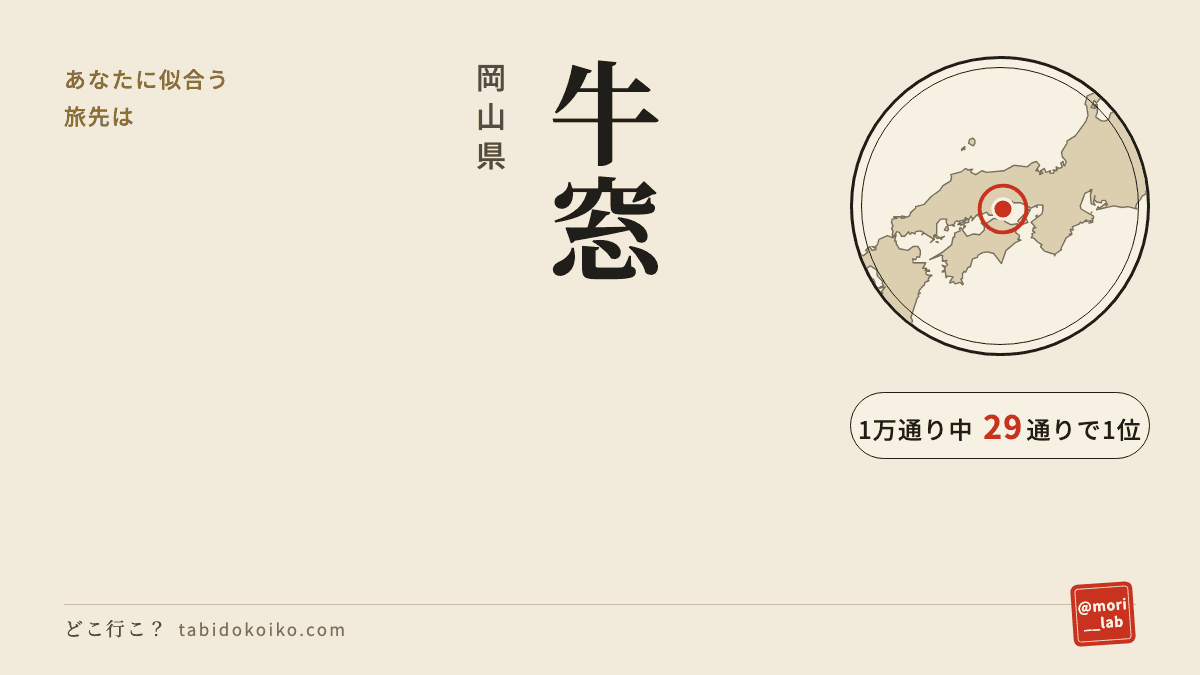 あなたに似合う
旅先は
牛窓
岡山県
1万通り中 29通りで1位
どこ行こ？ tabidokoiko.com
@mori
__lab